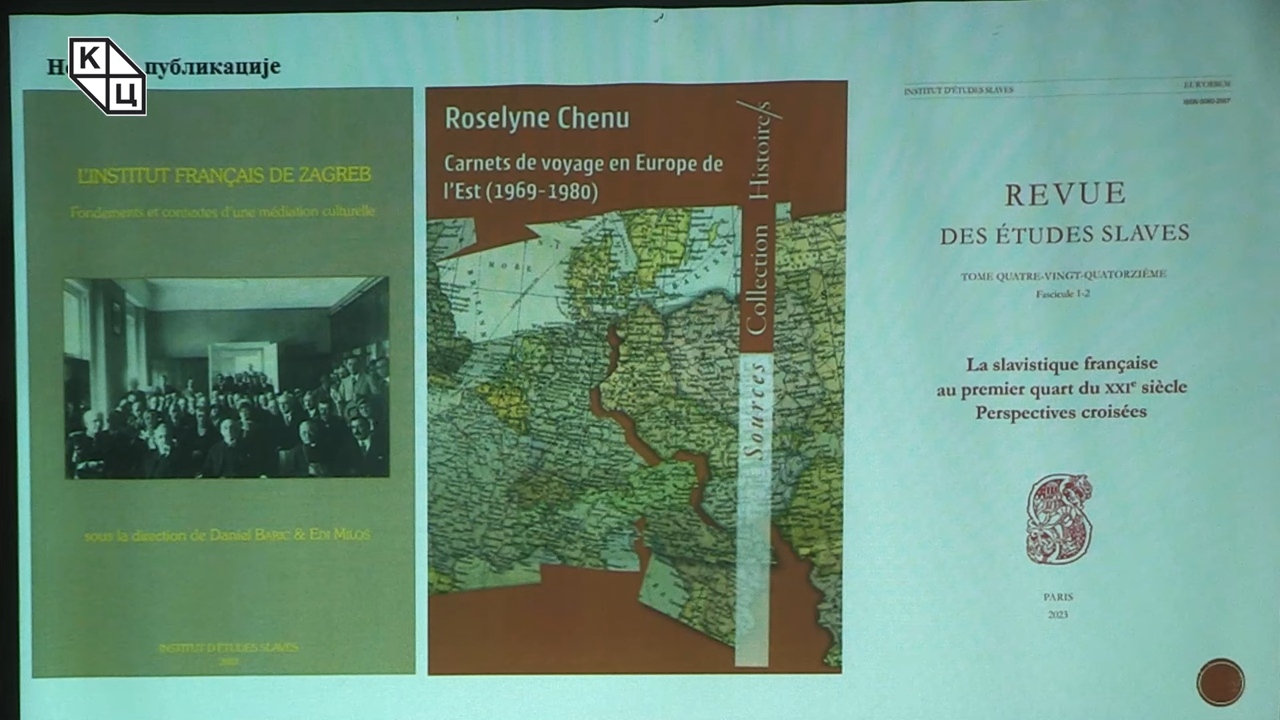 публикације
К
Ц
L'INSTITUT FRANÇAIS DE ZAGREB
Fondements et contextes d'une médiation culturelle
sous la direction de Daniel BARIC & EDI MILOŠ
INSTITUT D'ÉTUDES SLAVES
Roselyne Chenu
Carnets de voyage en Europe de
l'Est (1969-1980)
Collection Histoire/s
Sources
INSTITUT D'ÉTUDES SLAVES
REVUE
DES ÉTUDES SLAVES
TOME QUATRE-VINGT-QUATORZIÈME
Fascicule 1-2
La slavistique française
au premier quart du XXIe siècle
Perspectives croisées
PARIS
2023